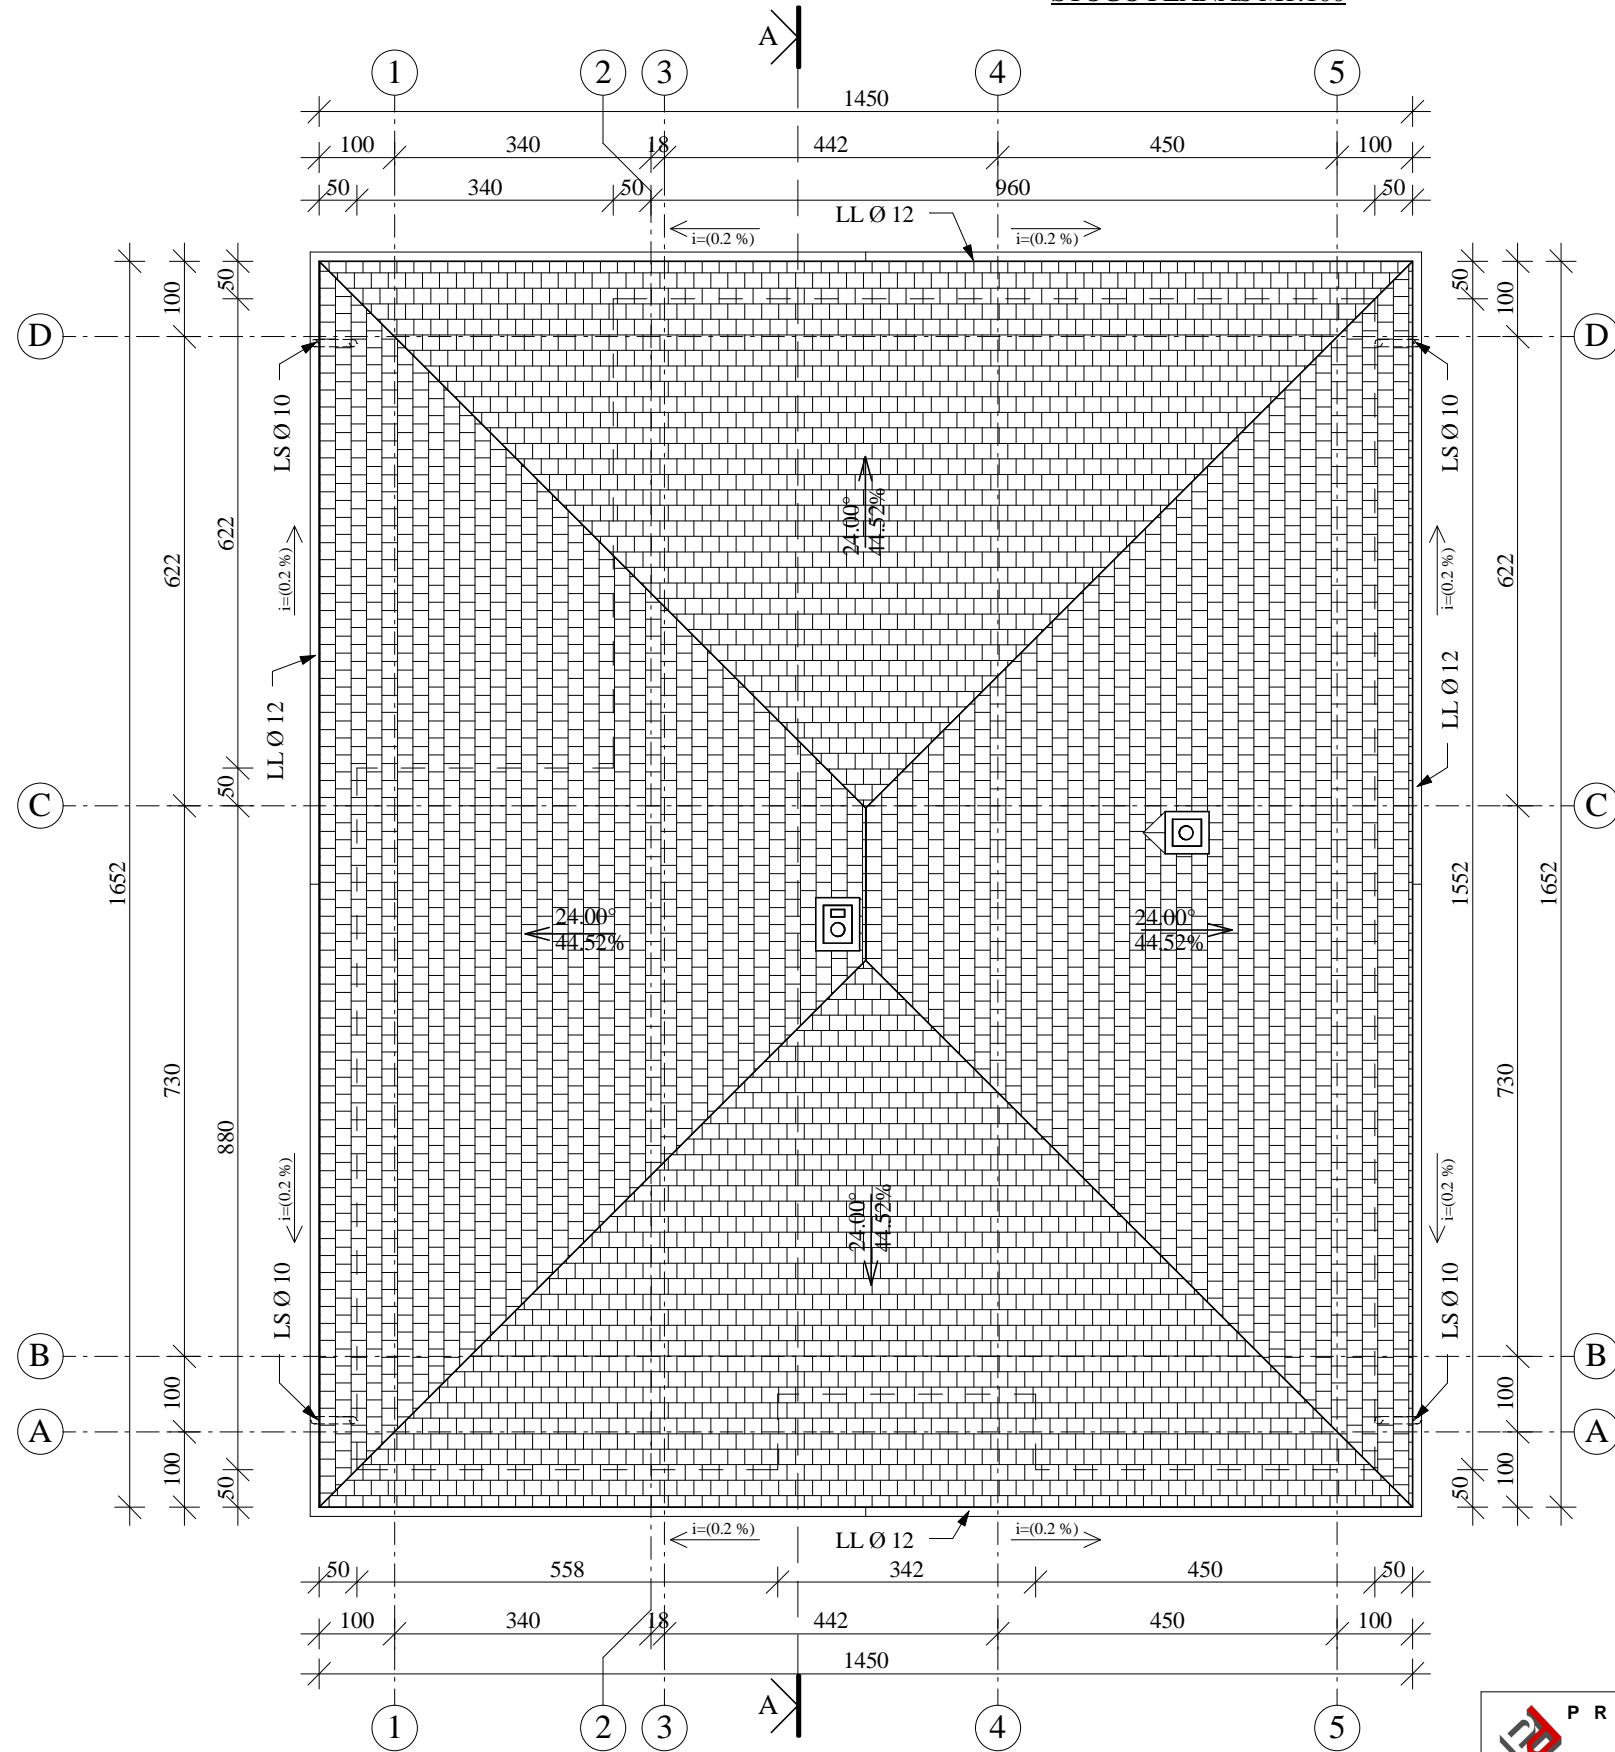 A
1 2 3 4 5
1450
100 340 18 442 450 100
50 340 50 960 50
LL Ø 12
i=(0.2 %) i=(0.2 %)
50 100
50 100
D D
LS Ø 10 LS Ø 10
24.00°
44.52%
622 622
622
i=(0.2 %) i=(0.2 %)
LL Ø 12 LL Ø 12
50
C C
1652
1552 1652
24.00°
44.52%
24.00°
44.52%
730 880
730
i=(0.2 %) i=(0.2 %)
24.00°
44.52%
LS Ø 10 LS Ø 10
B B
100 100
A A
100 50
50 100
i=(0.2 %) i=(0.2 %)
LL Ø 12
50 558 342 450 50
100 340 18 442 450 100
1450
A
1 2 3 4 5
P R